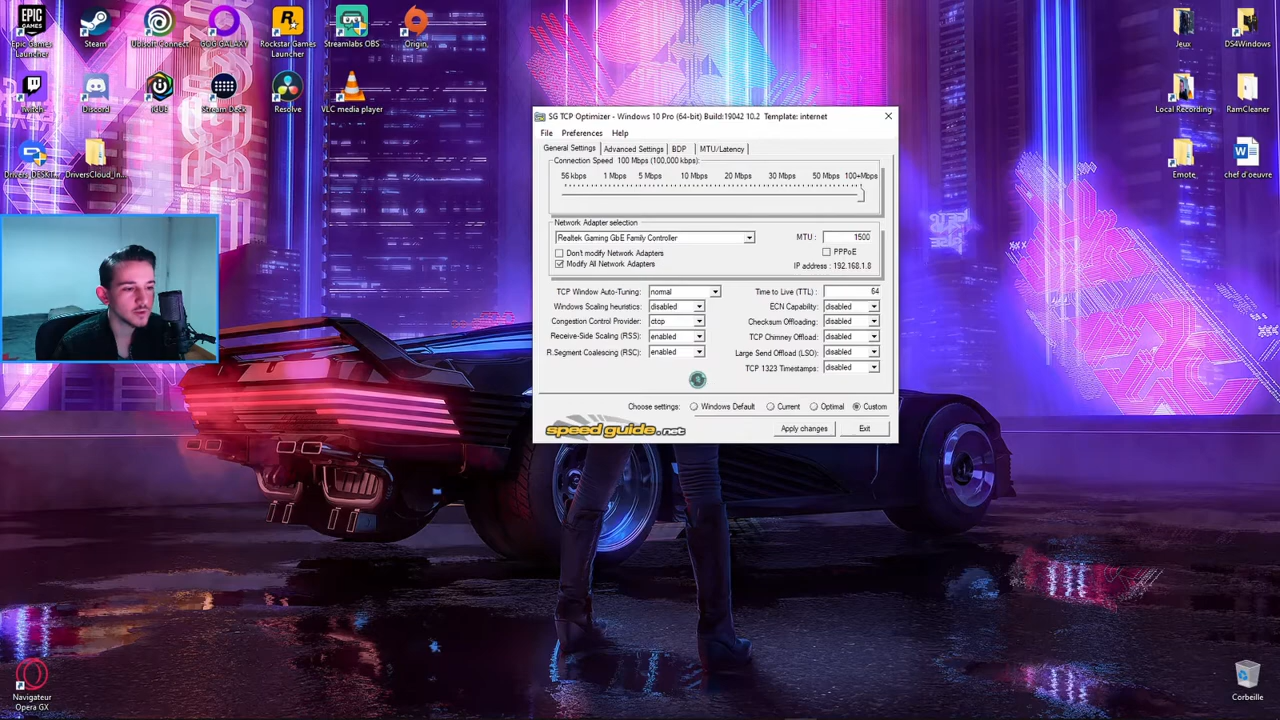 EPIC
GAMES
Epic Games
Launcher
Steam
Ubisoft Connect
GOG GALAXY
Rockstar Games
Launcher
Streamlabs OBS
Origin
Twitch
Discord
iCUE
Stream Deck
Resolve
VLC media player
Drivers_DESKT...
DriversCloud_In...
Jeux
DS4Windows
Local Recording
RamCleaner
Emote
chef d'oeuvre
SG TCP Optimizer - Windows 10 Pro (64-bit) Build:19042 10.2 Template: internet
File Preferences Help
General Settings Advanced Settings BDP MTU/Latency
Connection Speed 100 Mbps (100,000 kbps):
56 kbps 1 Mbps 5 Mbps 10 Mbps 20 Mbps 30 Mbps 50 Mbps 100+Mbps
Network Adapter selection
Realtek Gaming GbE Family Controller MTU : 1500
Don't modify Network Adapters PPPoE
Modify All Network Adapters IP address : 192.168.1.8
TCP Window Auto-Tuning: normal Time to Live (TTL) : 64
Windows Scaling heuristics: disabled ECN Capability: disabled
Congestion Control Provider: ctcp Checksum Offloading: disabled
Receive-Side Scaling (RSS): enabled TCP Chimney Offload: disabled
R.Segment Coalescing (RSC): enabled Large Send Offload (LSO): disabled
TCP 1323 Timestamps: disabled
Choose settings: Windows Default Current Optimal Custom
speedguide.net Apply changes Exit
Navigateur
Opera GX
Corbeille